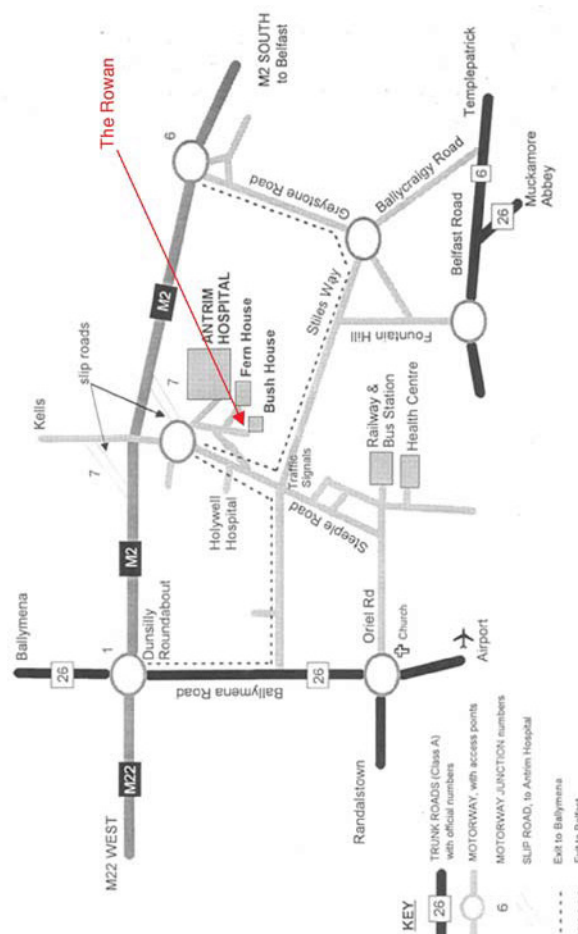 Ballymena
26
M22 WEST
M22
1
Dunsilly
Roundabout
M2
7
Kells
slip roads
7
M2
6
M2 SOUTH
to Belfast
The Rowan
ANTRIM
HOSPITAL
Fern House
Bush House
Holywell
Hospital
Traffic
Signals
Stiles Way
Greystone Road
Ballycraigy Road
Ballymena Road
26
Steeple Road
Railway &
Bus Station
Health Centre
Fountain Hill
Belfast Road
6
Templepatrick
26
Muckamore
Abbey
Randalstown
Oriel Rd
Church
Airport
KEY
26
TRUNK ROADS (Class A)
with official numbers
MOTORWAY, with access points
6
MOTORWAY JUNCTION numbers
SLIP ROAD, to Antrim Hospital
Exit to Ballymena